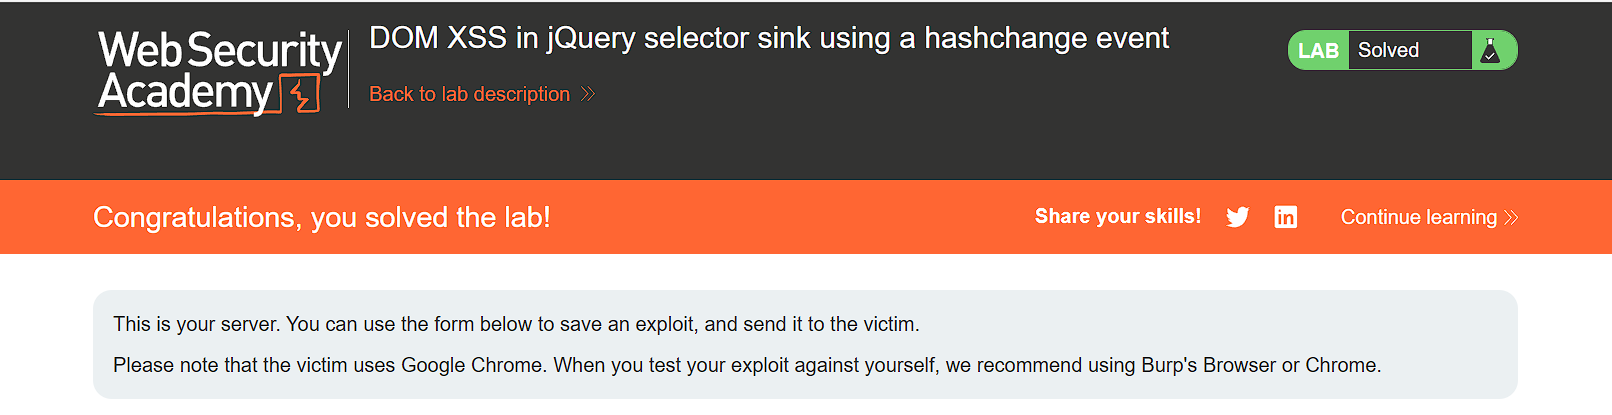 Web Security
Academy
DOM XSS in jQuery selector sink using a hashchange event
Back to lab description
LAB Solved
Congratulations, you solved the lab!
Share your skills!
Continue learning
This is your server. You can use the form below to save an exploit, and send it to the victim.
Please note that the victim uses Google Chrome. When you test your exploit against yourself, we recommend using Burp's Browser or Chrome.